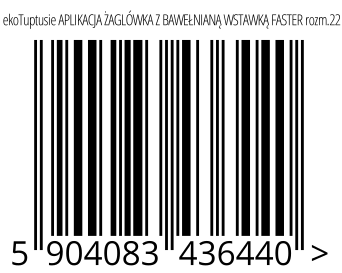 ekoTuptusie APLIKACJA ŻAGLÓWKA Z BAWEŁNIANĄ WSTAWKĄ FASTER rozm.22
5 904083 436440 >